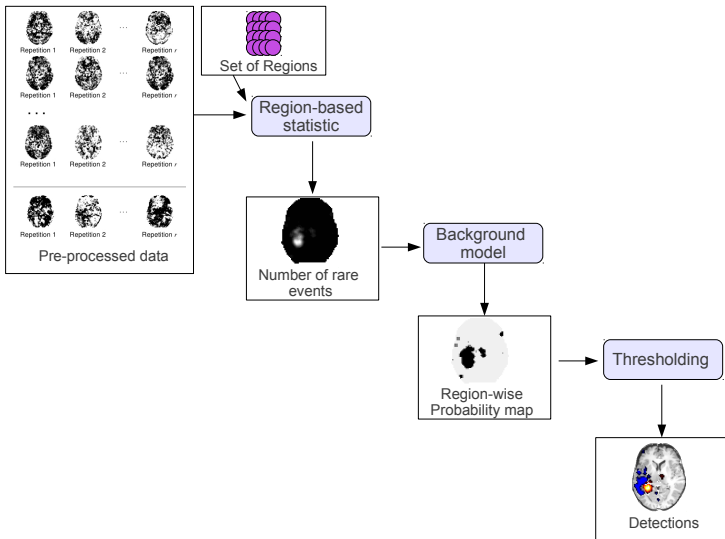 Repetition 1 Repetition 2 ... Repetition r
Repetition 1 Repetition 2 ... Repetition r
...
Repetition 1 Repetition 2 ... Repetition r
Repetition 1 Repetition 2 ... Repetition r
Pre-processed data
Set of Regions
Region-based
statistic
Number of rare
events
Background
model
Region-wise
Probability map
Thresholding
Detections